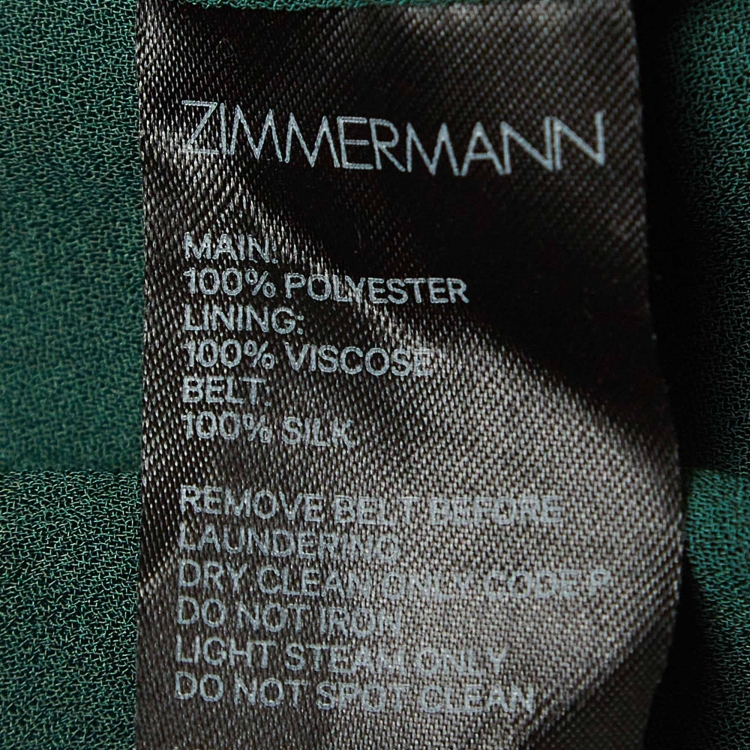 ZIMMERMANN
MAIN:
100% POLYESTER
LINING:
100% VISCOSE
BELT:
100% SILK
REMOVE BELT BEFORE
LAUNDERING
DRY CLEAN ONLY CODE P
DO NOT IRON
LIGHT STEAM ONLY
DO NOT SPOT CLEAN